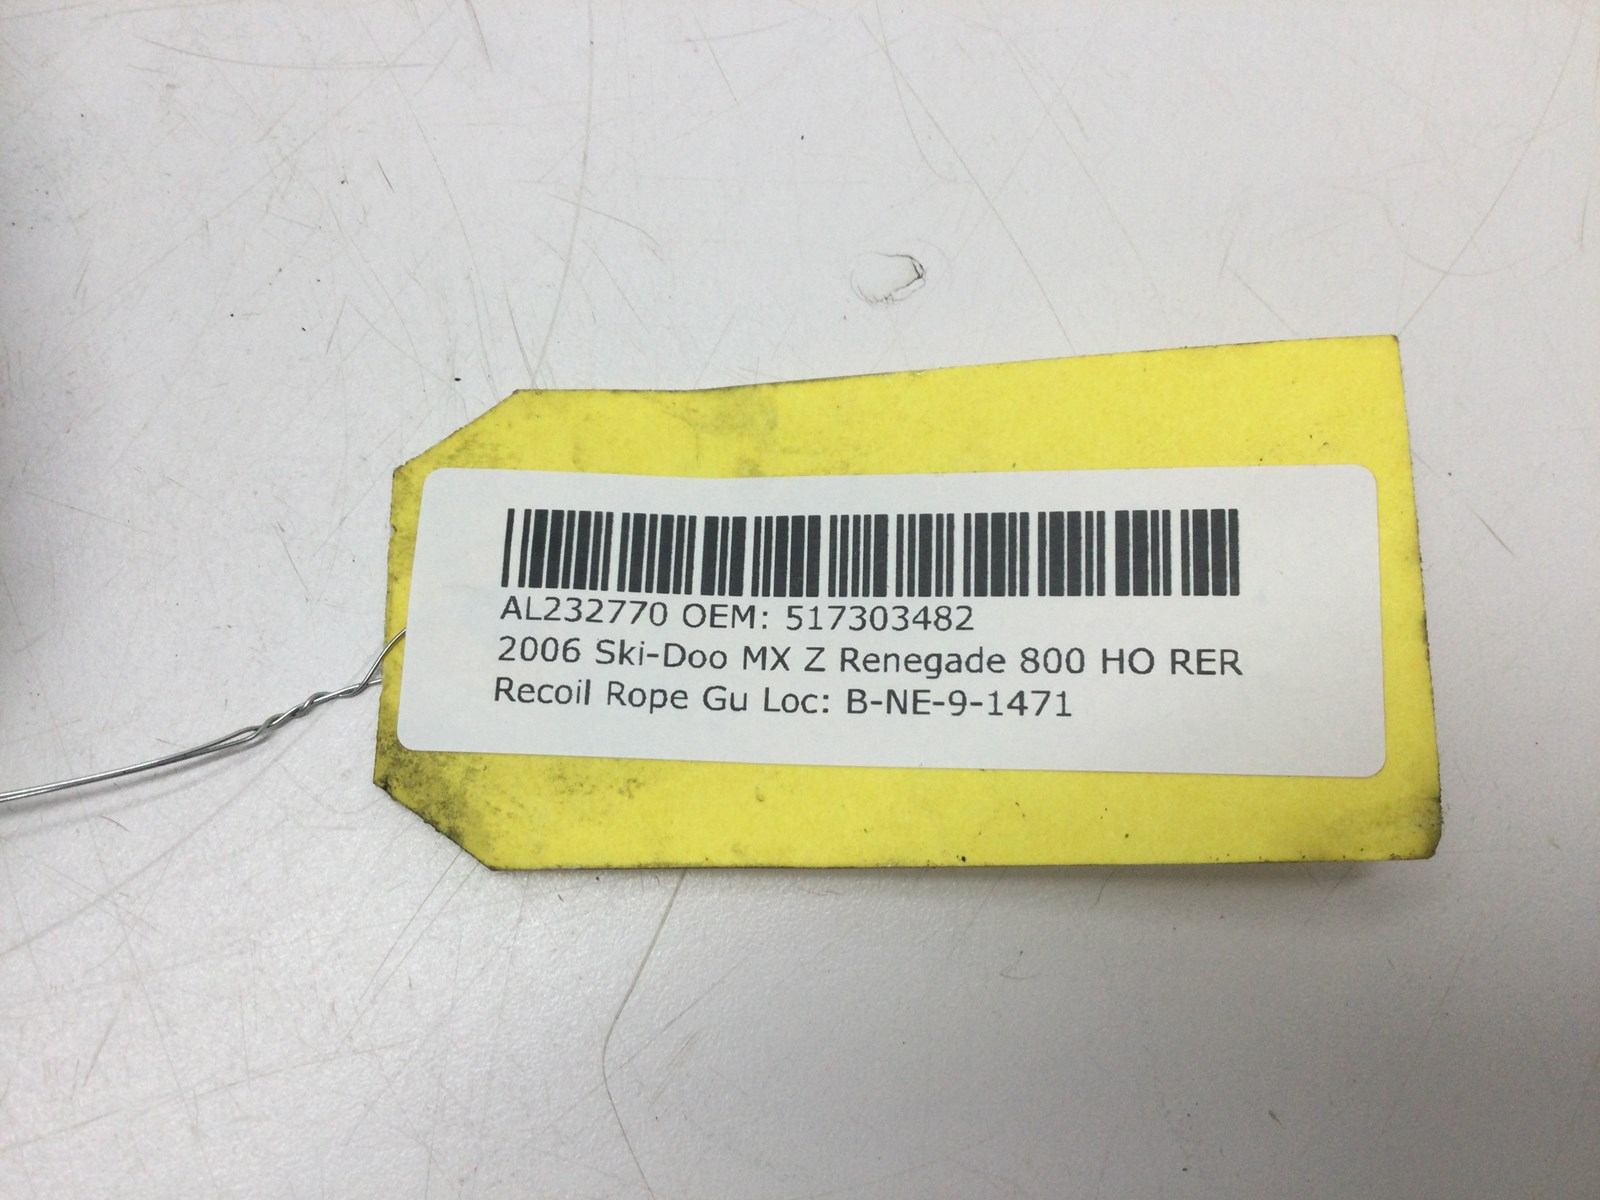 AL232770 OEM: 517303482
2006 Ski-Doo MX Z Renegade 800 HO RER
Recoil Rope Gu Loc: B-NE-9-1471